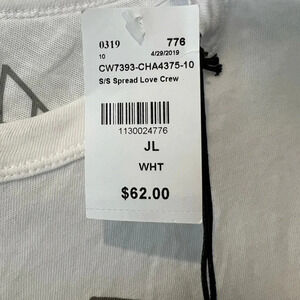 0319 776
10 4/29/2019
CW7393-CHA4375-10
S/S Spread Love Crew
1130024776
JL
WHT
$62.00